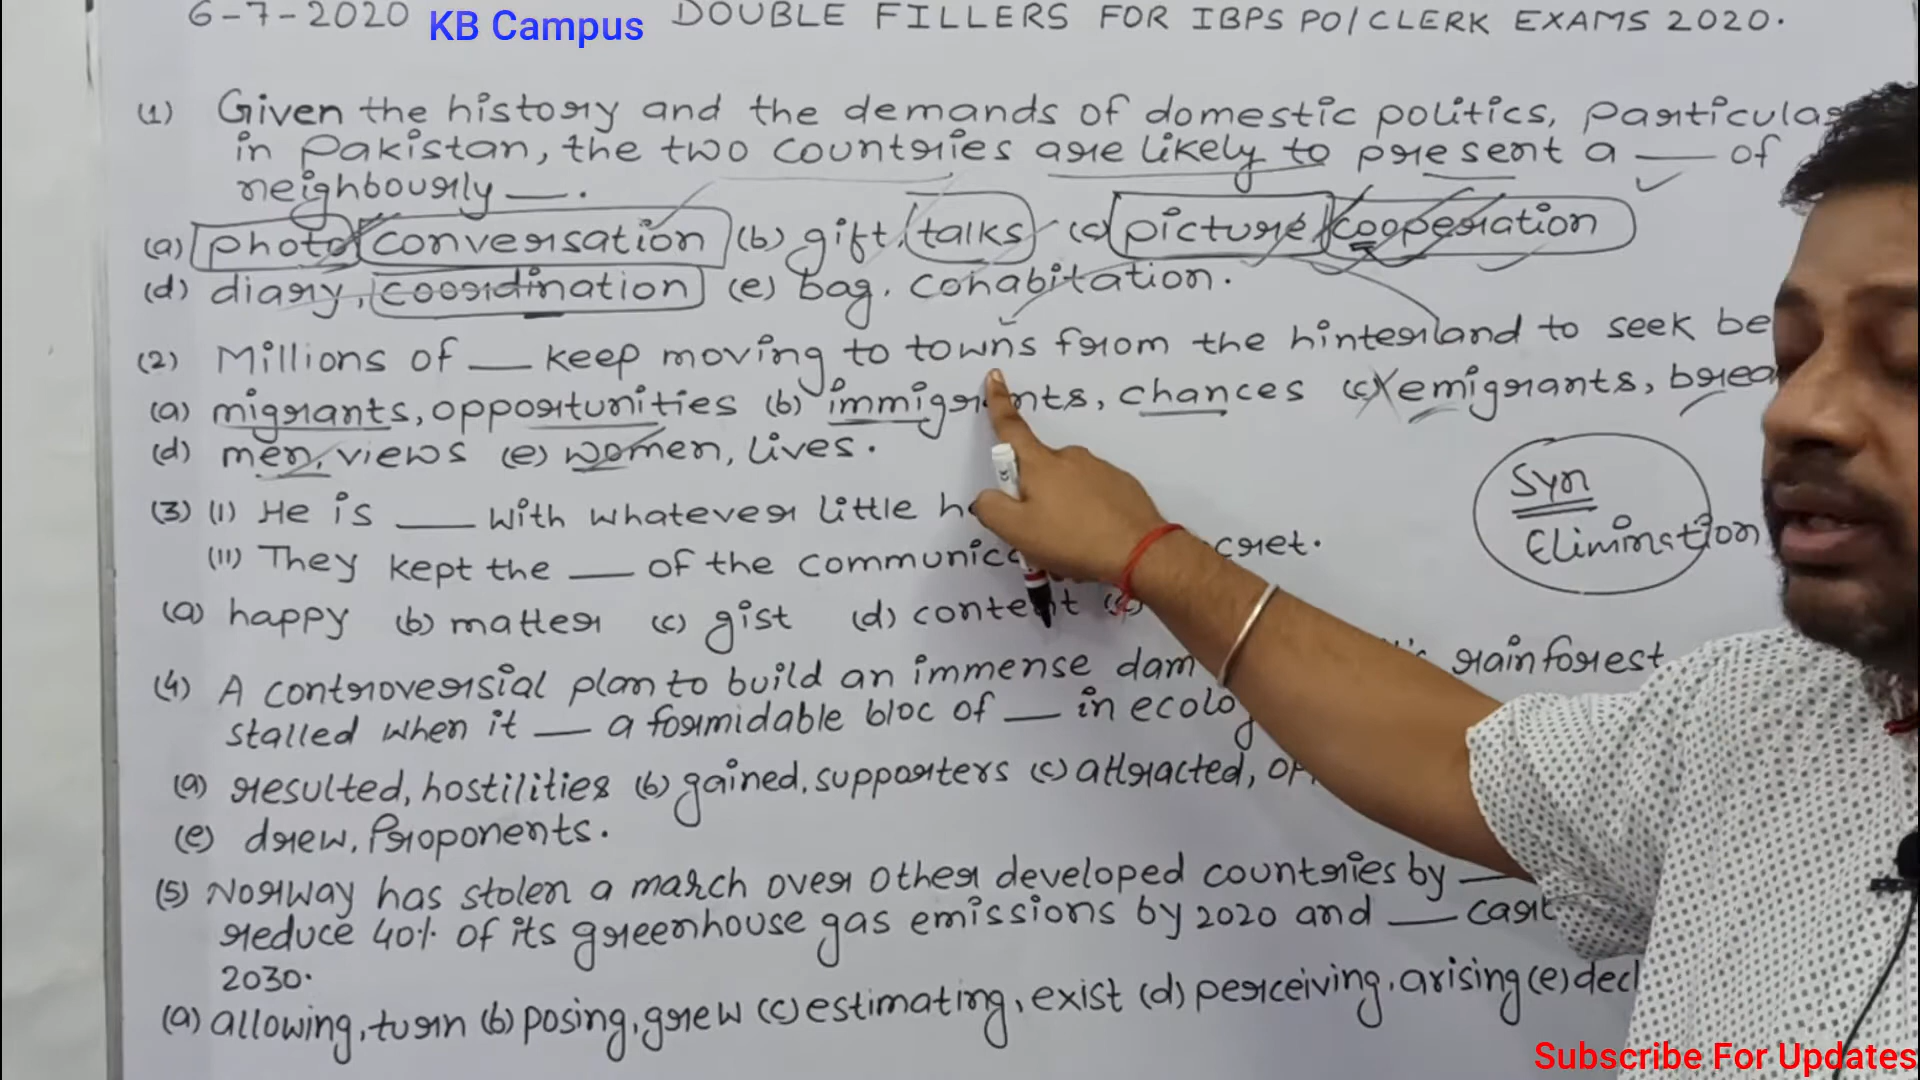 6-7-2020 KB Campus DOUBLE FILLERS FOR IBPS PO/CLERK EXAMS 2020.
(1) Given the history and the demands of domestic politics,
in Pakistan, the two countries are likely to present a ___ of
neighbourly ___.
(a) photo conversation (b) gift, talks (c) picture, cooperation
(d) diary, coordination (e) bag, cohabitation.
(2) Millions of ___ keep moving to towns from the hinterland to seek
(a) migrants, opportunities (b) immigrants, chances (c) emigrants,
(d) men, views (e) women, lives.
Syn
Elimination
(3) (I) He is ___ with whatever little
(II) They kept the ___ of the
(a) happy (b) matter (c) gist (d) content
(4) A controversial plan to build an immense dam rainforest
stalled when it ___ a formidable bloc of ___ in
(a) resulted, hostilities (b) gained, supporters (c) attracted,
(e) drew, Proponents.
(5) Norway has stolen a march over other developed countries by ___
reduce 40% of its greenhouse gas emissions by 2020 and ___
2030.
(a) allowing, turn (b) posing, grew (c) estimating, exist (d) perceiving, arising (e)
Subscribe For Updates